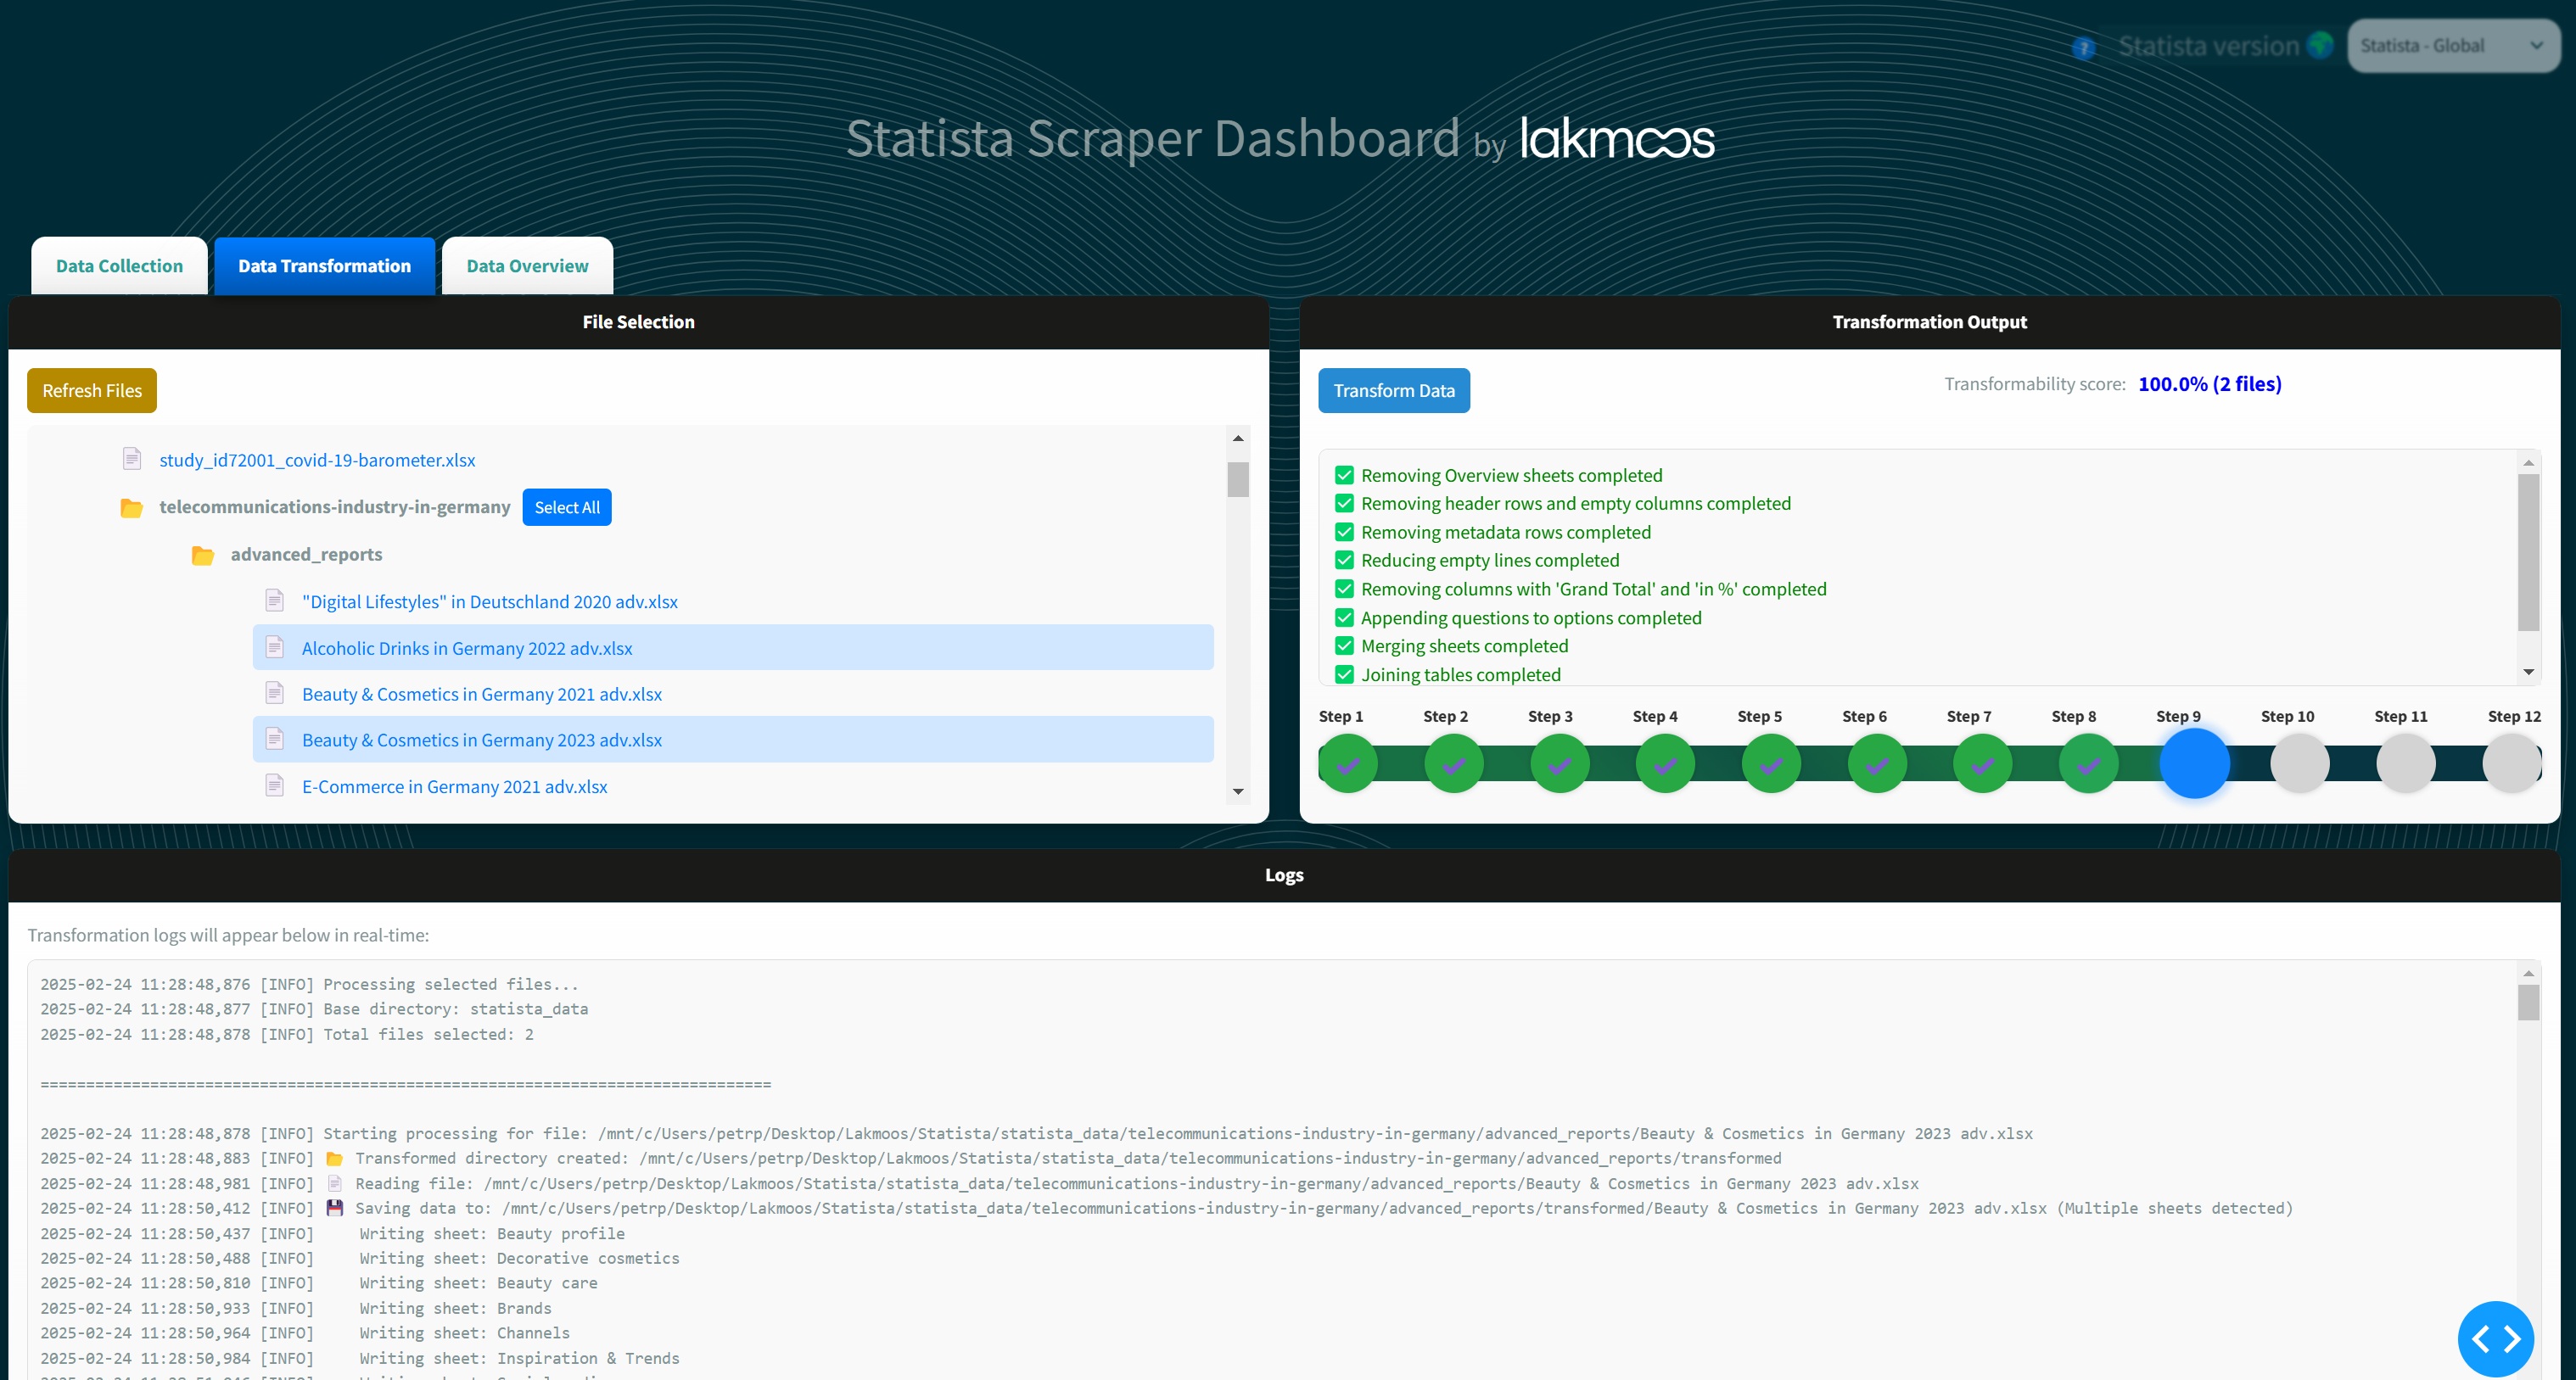 ? Statista version Statista - Global
Statista Scraper Dashboard by lakmoos
Data Collection
Data Transformation
Data Overview
File Selection
Refresh Files
study_id72001_covid-19-barometer.xlsx
telecommunications-industry-in-germany Select All
advanced_reports
"Digital Lifestyles" in Deutschland 2020 adv.xlsx
Alcoholic Drinks in Germany 2022 adv.xlsx
Beauty & Cosmetics in Germany 2021 adv.xlsx
Beauty & Cosmetics in Germany 2023 adv.xlsx
E-Commerce in Germany 2021 adv.xlsx
Transformation Output
Transform Data
Transformability score: 100.0% (2 files)
Removing Overview sheets completed
Removing header rows and empty columns completed
Removing metadata rows completed
Reducing empty lines completed
Removing columns with 'Grand Total' and 'in %' completed
Appending questions to options completed
Merging sheets completed
Joining tables completed
Step 1 Step 2 Step 3 Step 4 Step 5 Step 6 Step 7 Step 8 Step 9 Step 10 Step 11 Step 12
Logs
Transformation logs will appear below in real-time:
2025-02-24 11:28:48,876 [INFO] Processing selected files...
2025-02-24 11:28:48,877 [INFO] Base directory: statista_data
2025-02-24 11:28:48,878 [INFO] Total files selected: 2
================================================================================
2025-02-24 11:28:48,878 [INFO] Starting processing for file: /mnt/c/Users/petrp/Desktop/Lakmoos/Statista/statista_data/telecommunications-industry-in-germany/advanced_reports/Beauty & Cosmetics in Germany 2023 adv.xlsx
2025-02-24 11:28:48,883 [INFO] 📂 Transformed directory created: /mnt/c/Users/petrp/Desktop/Lakmoos/Statista/statista_data/telecommunications-industry-in-germany/advanced_reports/transformed
2025-02-24 11:28:48,981 [INFO] 📄 Reading file: /mnt/c/Users/petrp/Desktop/Lakmoos/Statista/statista_data/telecommunications-industry-in-germany/advanced_reports/Beauty & Cosmetics in Germany 2023 adv.xlsx
2025-02-24 11:28:50,412 [INFO] 💾 Saving data to: /mnt/c/Users/petrp/Desktop/Lakmoos/Statista/statista_data/telecommunications-industry-in-germany/advanced_reports/transformed/Beauty & Cosmetics in Germany 2023 adv.xlsx (Multiple sheets detected)
2025-02-24 11:28:50,437 [INFO] Writing sheet: Beauty profile
2025-02-24 11:28:50,488 [INFO] Writing sheet: Decorative cosmetics
2025-02-24 11:28:50,810 [INFO] Writing sheet: Beauty care
2025-02-24 11:28:50,933 [INFO] Writing sheet: Brands
2025-02-24 11:28:50,964 [INFO] Writing sheet: Channels
2025-02-24 11:28:50,984 [INFO] Writing sheet: Inspiration & Trends